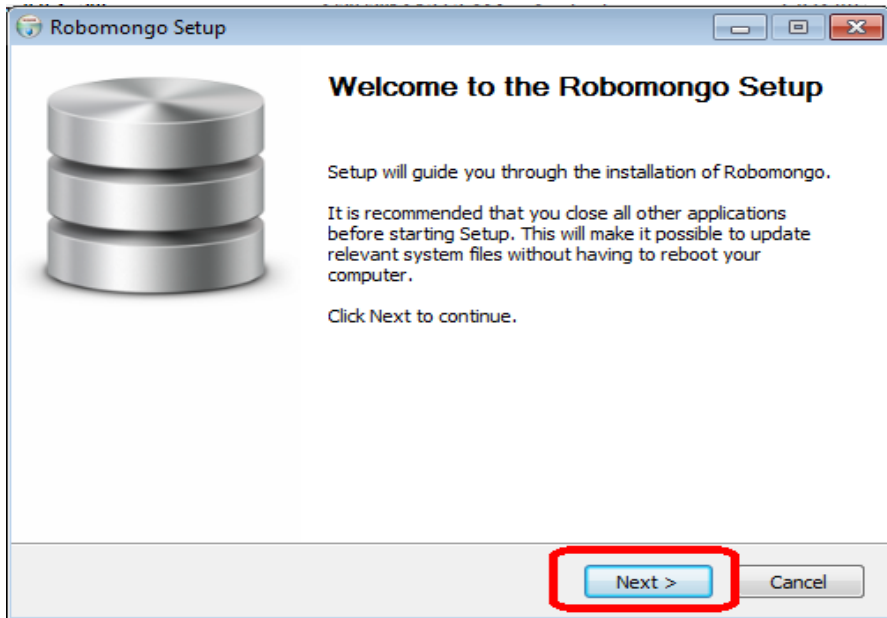 Robomongo Setup
Welcome to the Robomongo Setup
Setup will guide you through the installation of Robomongo.
It is recommended that you close all other applications
before starting Setup. This will make it possible to update
relevant system files without having to reboot your
computer.
Click Next to continue.
Next >
Cancel